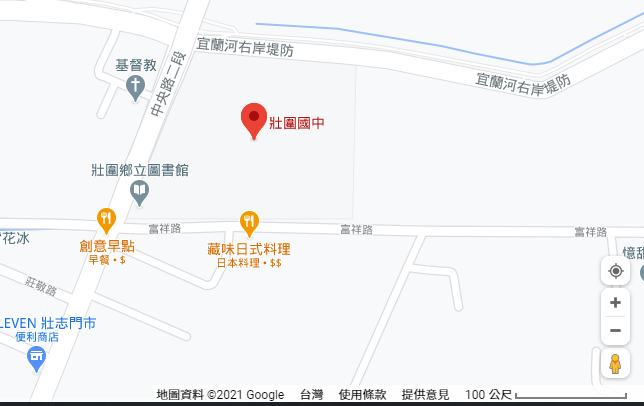 宜蘭河右岸堤防
基督教
宜蘭河右岸堤防
中央路二段
壯圍國中
壯圍鄉立圖書館
富祥路
富祥路
富祥路
花冰
創意早點
早餐・$
藏味日式料理
日本料理・$$
莊敬路
LEVEN 壯志門市
便利商店
地圖資料 ©2021 Google 台灣 使用條款 提供意見 100 公尺